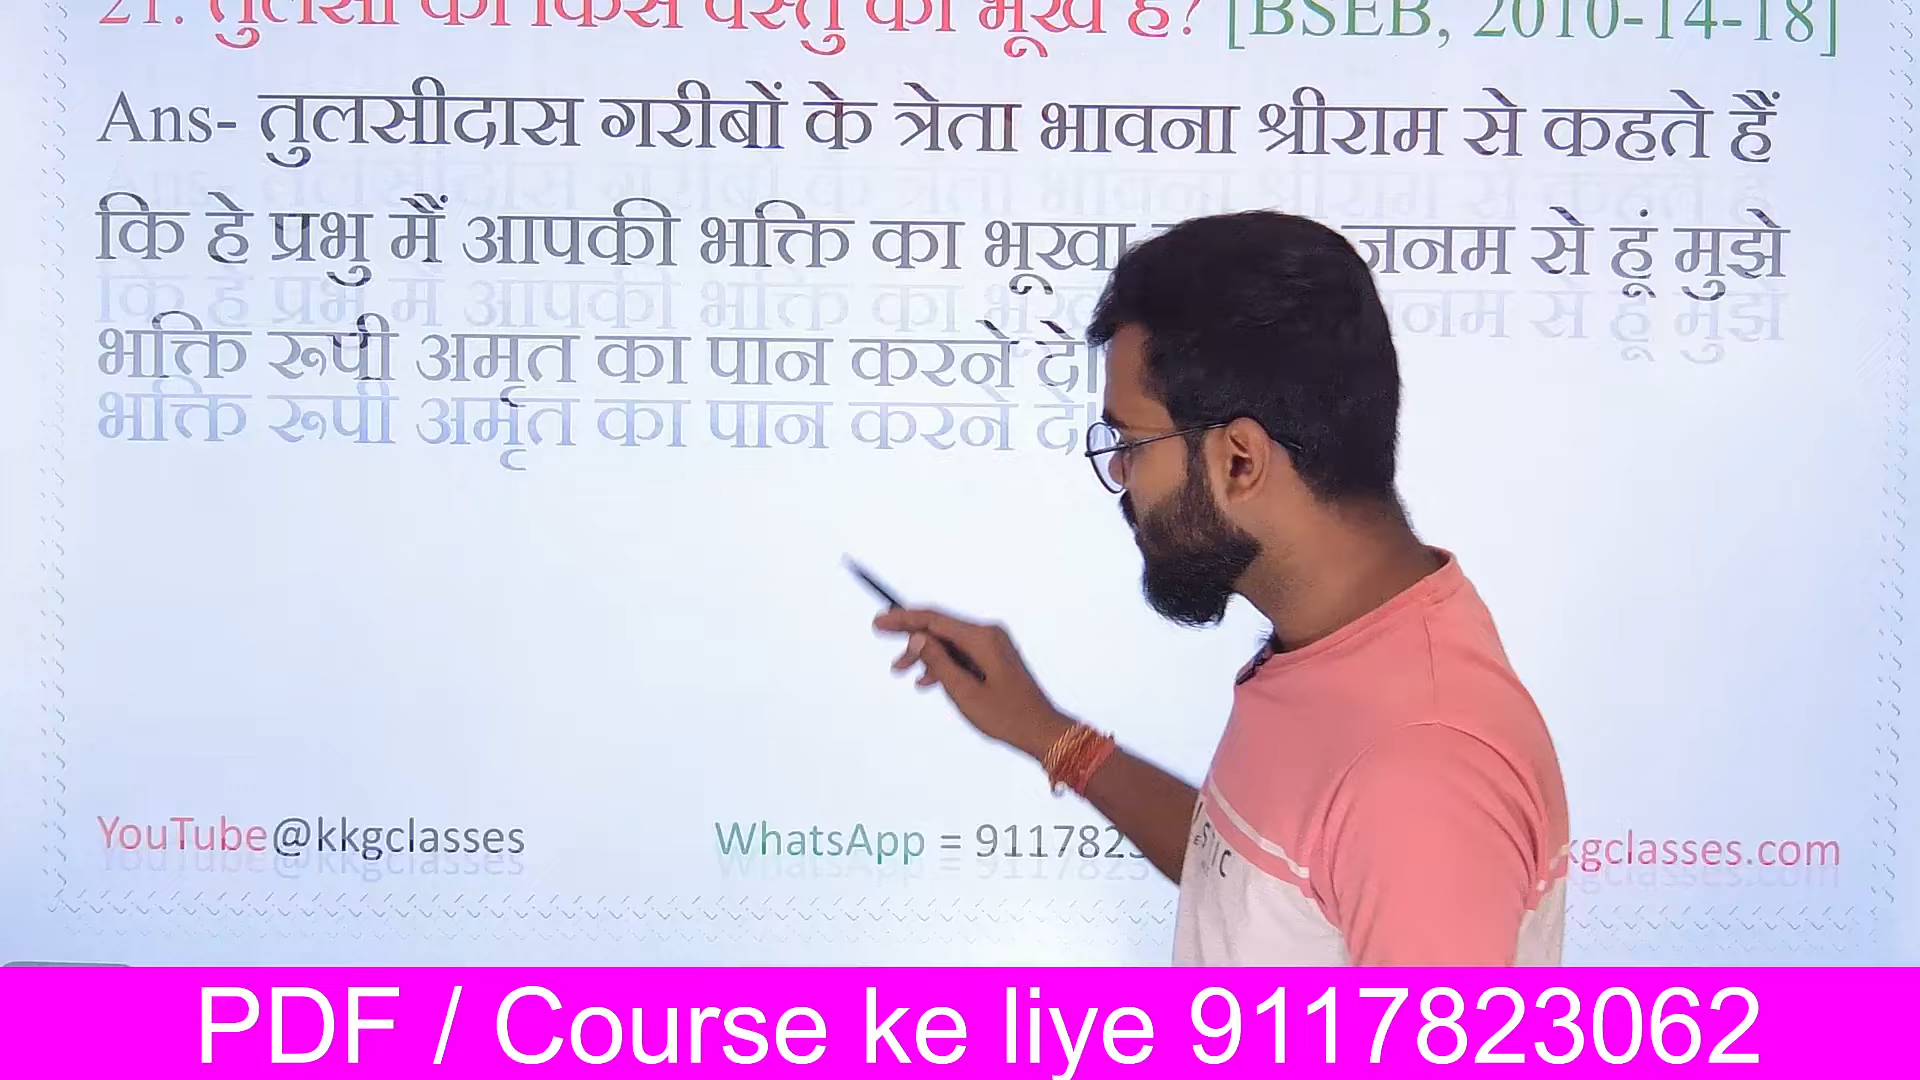 21. तुलसी को किस वस्तु की भूख है? [BSEB, 2010-14-18]
Ans- तुलसीदास गरीबों के त्रेता भावना श्रीराम से कहते हैं
कि हे प्रभु मैं आपकी भक्ति का भूखा जनम से हूं मुझे
भक्ति रूपी अमृत का पान करने दे।
YouTube@kkgclasses WhatsApp = 911782 kgclasses.com
PDF / Course ke liye 9117823062